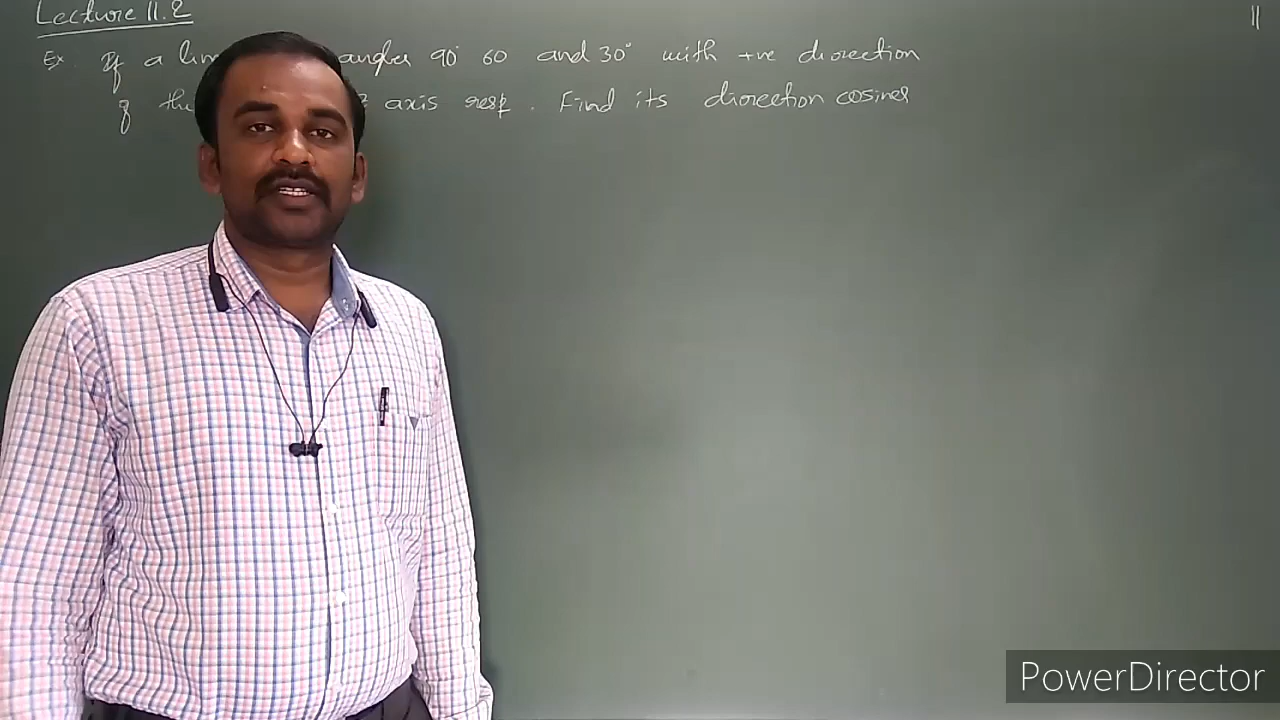 Lecture 11.2
11
Ex: If a lin angles 90° 60 and 30° with +ve direction
of the z axis resp. Find its direction cosines
PowerDirector